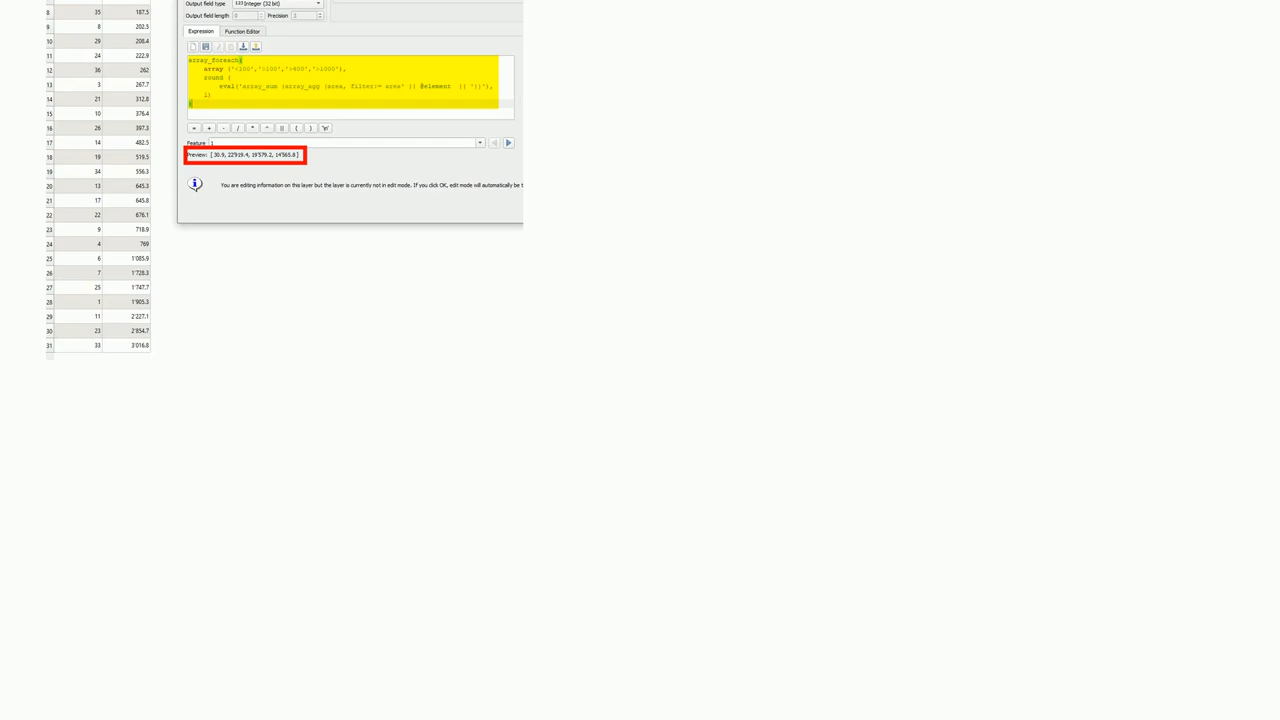 Output field type 123 Integer (32 bit)
Output field length 0 Precision 3
Expression Function Editor
array_foreach(
array ('<100','>100','>400','>1000'),
round (
eval('array_sum (array_agg (area, filter:= area' || @element || '))'),
1)
)
= + - / * ^ || ( ) '\n'
Feature 1
Preview: [ 30.9, 22'919.4, 19'579.2, 14'565.8 ]
You are editing information on this layer but the layer is currently not in edit mode. If you click OK, edit mode will automatically be t
8 35 187.5
9 8 202.5
10 29 208.4
11 24 222.9
12 36 262
13 3 267.7
14 21 312.8
15 10 376.4
16 26 397.3
17 14 482.5
18 19 519.5
19 34 556.3
20 13 645.3
21 17 645.8
22 22 676.1
23 9 718.9
24 4 769
25 6 1'085.9
26 7 1'728.3
27 25 1'747.7
28 1 1'905.3
29 11 2'227.1
30 23 2'854.7
31 33 3'016.8